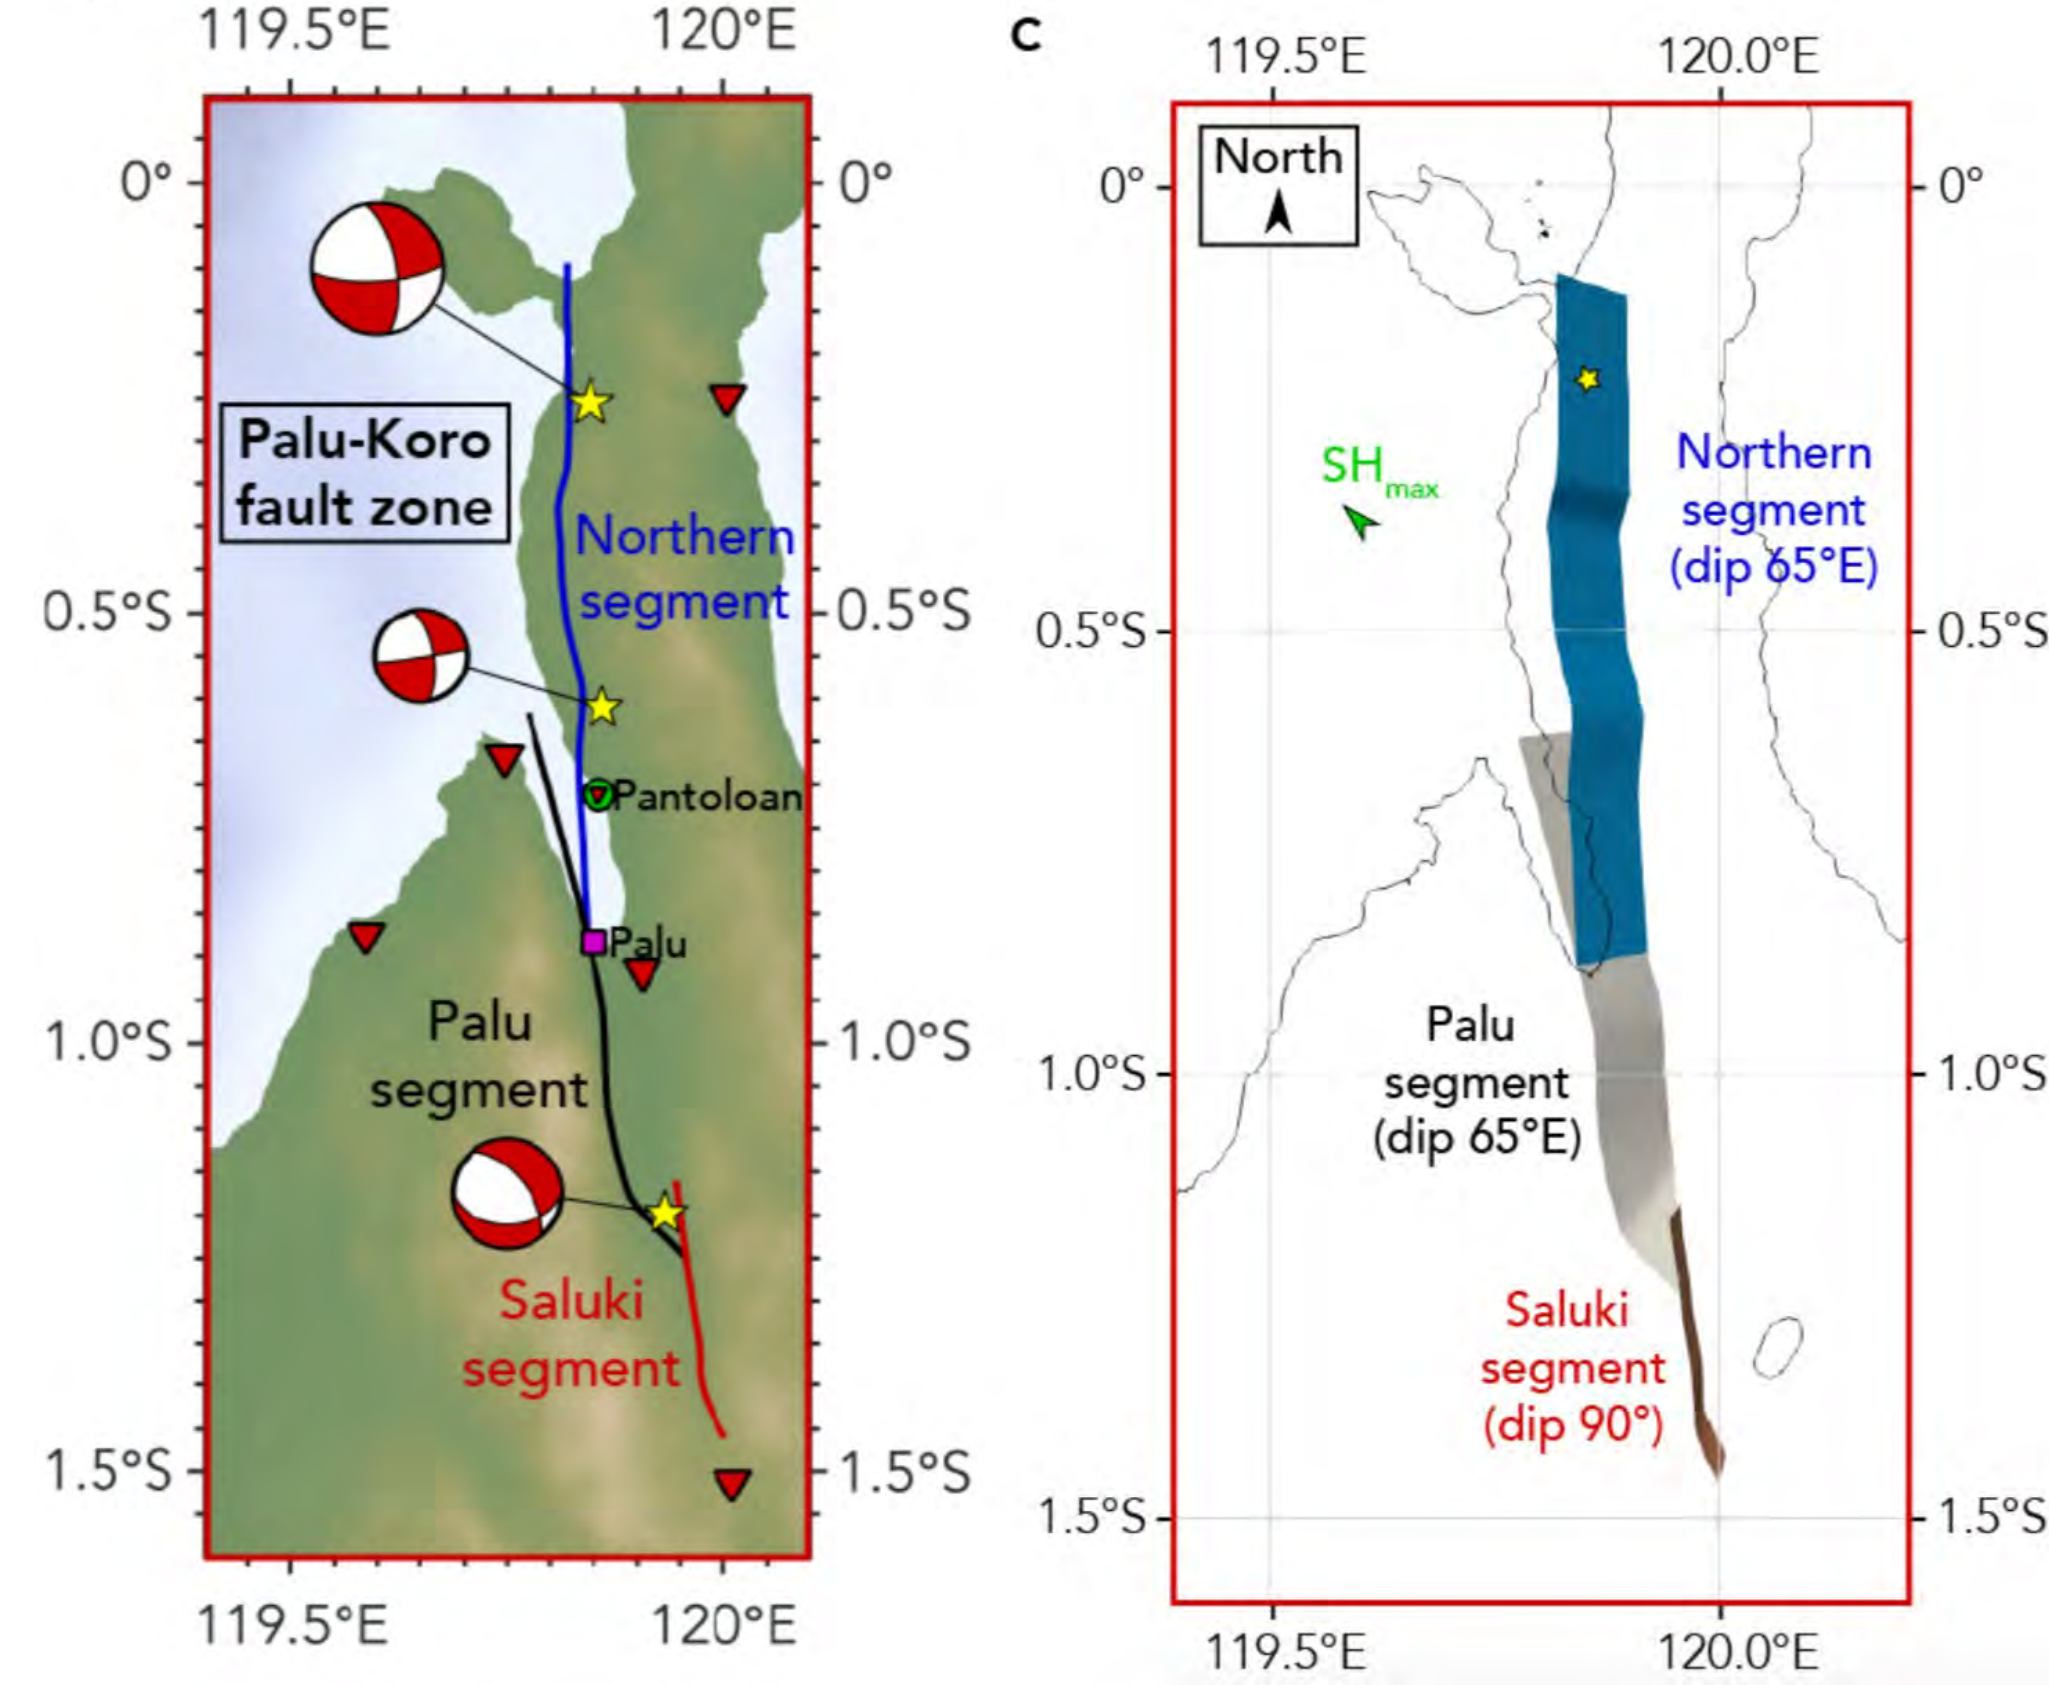 119.5°E
120°E
0°
0°
Palu-Koro
fault zone
Northern
segment
0.5°S
0.5°S
Pantoloan
Palu
Palu
segment
1.0°S
1.0°S
Saluki
segment
1.5°S
1.5°S
119.5°E
120°E
C
119.5°E
120.0°E
North
0°
0°
SHmax
Northern
segment
(dip 65°E)
0.5°S
0.5°S
Palu
segment
(dip 65°E)
1.0°S
1.0°S
Saluki
segment
(dip 90°)
1.5°S
1.5°S
119.5°E
120.0°E